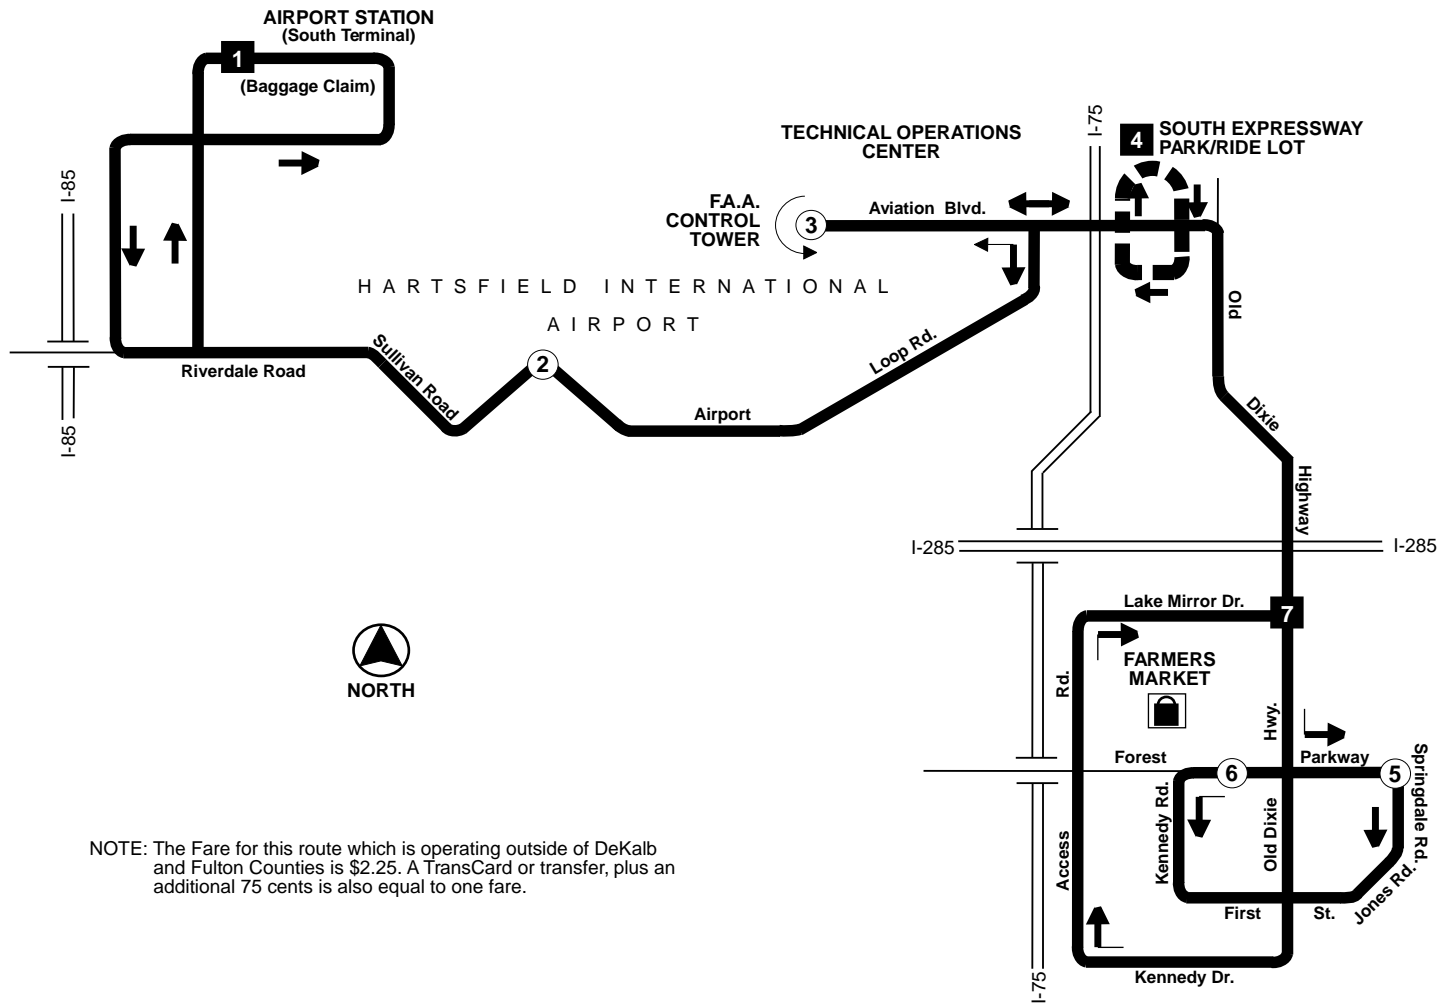 AIRPORT STATION
(South Terminal)
1
(Baggage Claim)
I-75
4
SOUTH EXPRESSWAY
PARK/RIDE LOT
TECHNICAL OPERATIONS
CENTER
I-85
F.A.A.
CONTROL
TOWER
3
Aviation Blvd.
HARTSFIELD INTERNATIONAL
AIRPORT
Old
Sullivan Road
2
Loop Rd.
Riverdale Road
I-85
Airport
Dixie
Highway
I-285
I-285
Lake Mirror Dr.
7
FARMERS
MARKET
Rd.
NORTH
Hwy.
Forest
Parkway
6
5
Springdale Rd.
Kennedy Rd.
Old Dixie
Access
Jones Rd.
First
St.
Kennedy Dr.
I-75
NOTE: The Fare for this route which is operating outside of DeKalb
and Fulton Counties is $2.25. A TransCard or transfer, plus an
additional 75 cents is also equal to one fare.